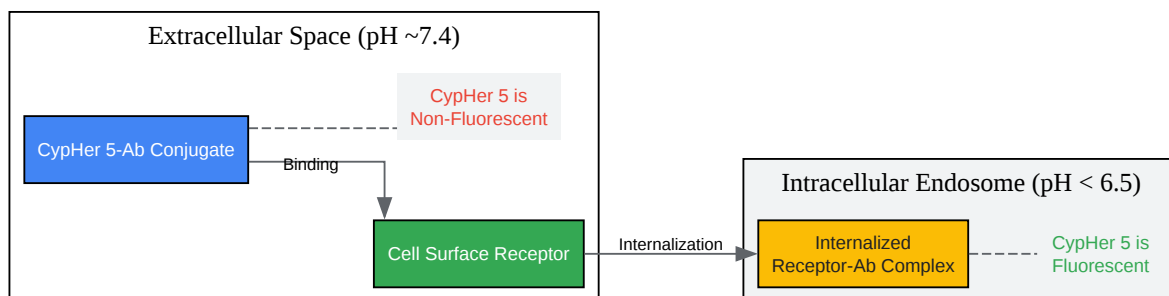 Extracellular Space (pH ~7.4)
CypHer 5 is
Non-Fluorescent
CypHer 5-Ab Conjugate
Binding
Cell Surface Receptor
Internalization
Intracellular Endosome (pH < 6.5)
Internalized
Receptor-Ab Complex
CypHer 5 is
Fluorescent